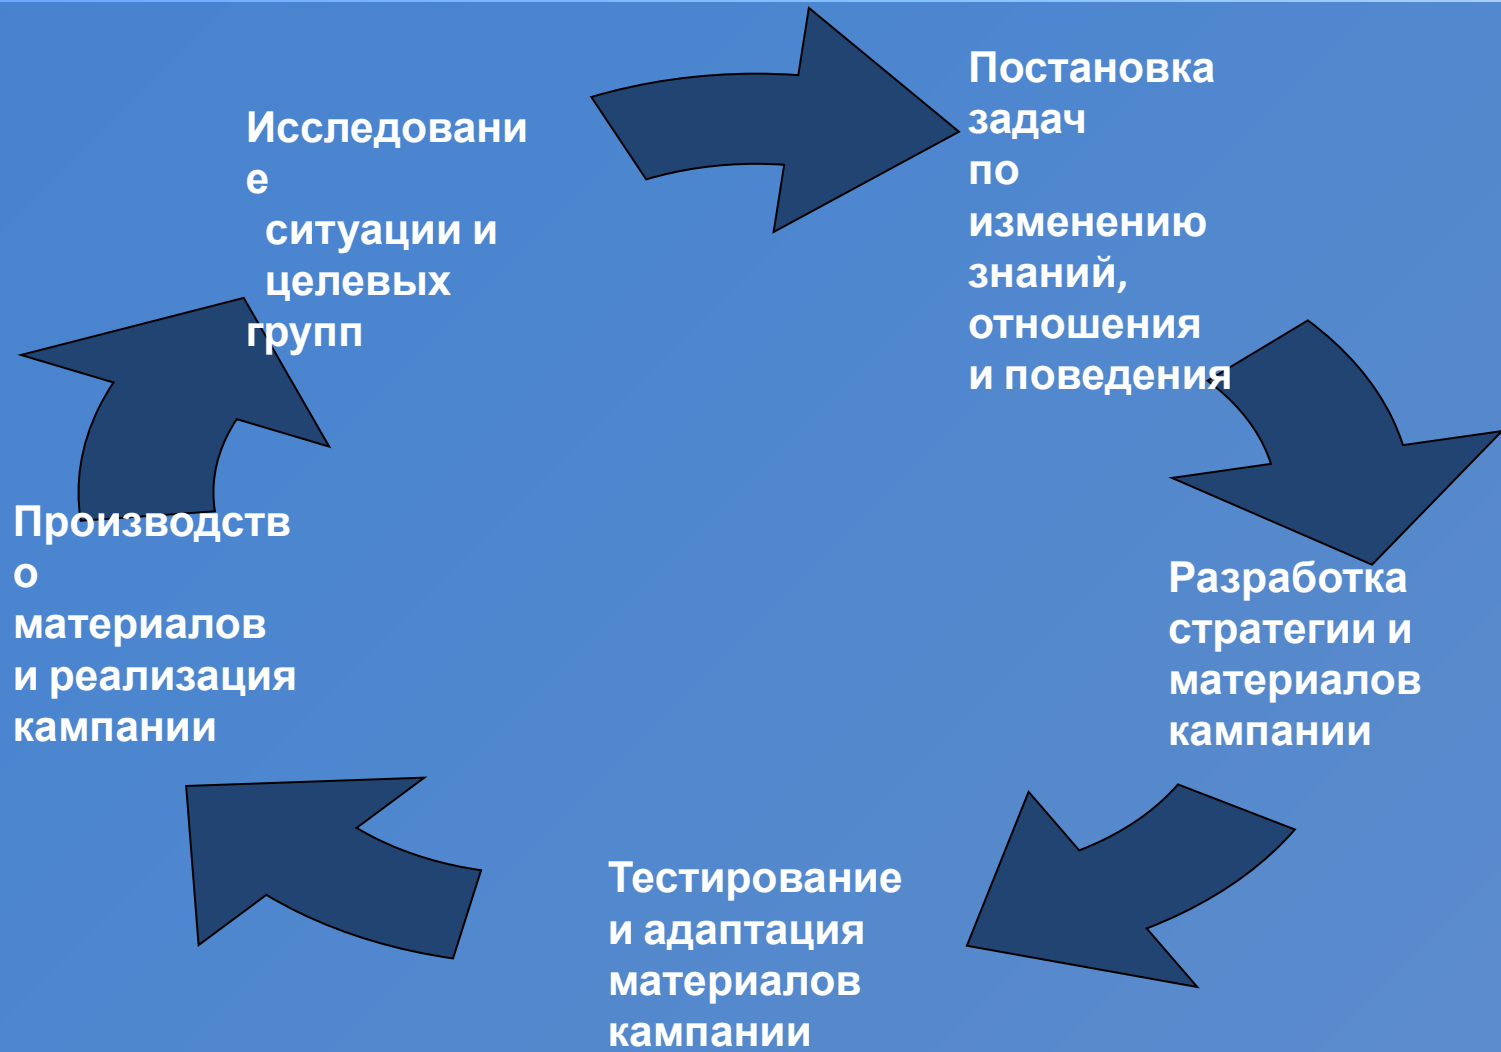 Исследовани
е
ситуации и
целевых
групп
Постановка
задач
по
изменению
знаний,
отношения
и поведения
Разработка
стратегии и
материалов
кампании
Тестирование
и адаптация
материалов
кампании
Производств
о
материалов
и реализация
кампании